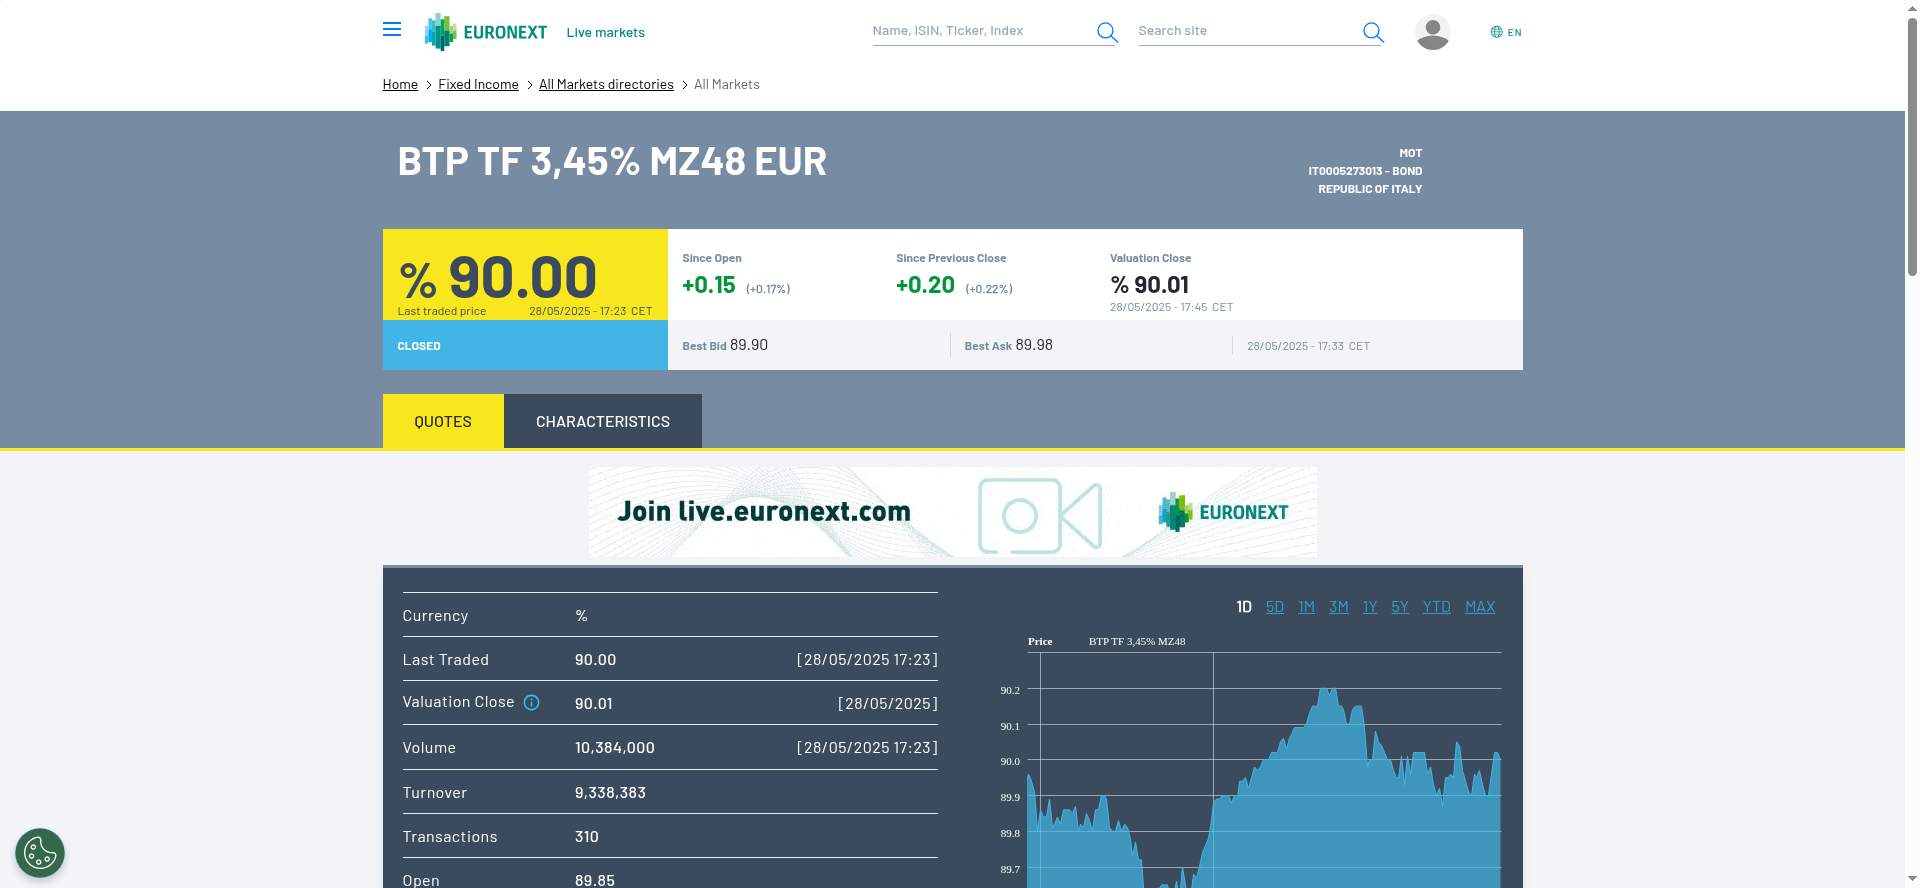 EURONEXT
Live markets
Name, ISIN, Ticker, Index
Search site
EN
Home > Fixed Income > All Markets directories > All Markets
BTP TF 3,45% MZ48 EUR
MOT
IT0005273013 - BOND
REPUBLIC OF ITALY
% 90.00
Last traded price 28/05/2025 - 17:23 CET
Since Open
+0.15 (+0.17%)
Since Previous Close
+0.20 (+0.22%)
Valuation Close
% 90.01
28/05/2025 - 17:45 CET
CLOSED
Best Bid 89.90
Best Ask 89.98
28/05/2025 - 17:33 CET
QUOTES
CHARACTERISTICS
Join live.euronext.com
EURONEXT
Currency %
Last Traded 90.00 [28/05/2025 17:23]
Valuation Close 90.01 [28/05/2025]
Volume 10,384,000 [28/05/2025 17:23]
Turnover 9,338,383
Transactions 310
Open 89.85
1D 5D 1M 3M 1Y 5Y YTD MAX
Price BTP TF 3,45% MZ48
90.2
90.1
90.0
89.9
89.8
89.7